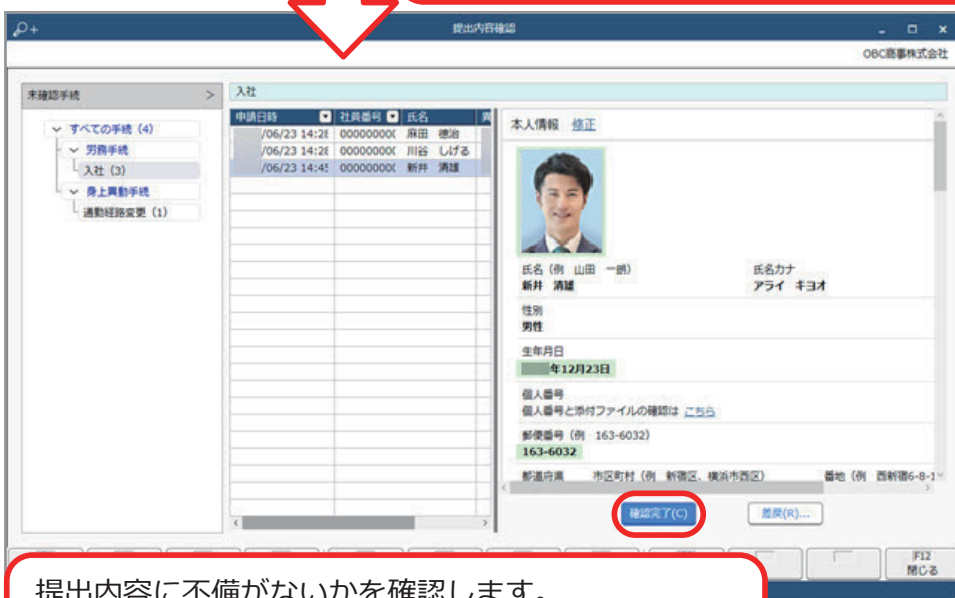 提出内容確認
OBC商事株式会社
未確認手続 >
すべての手続 (4)
労務手続
入社 (3)
身上異動手続
通勤経路変更 (1)
入社
申請日時 社員番号 氏名
/06/23 14:28 00000000 麻田 徳治
/06/23 14:28 00000000 川谷 しげる
/06/23 14:45 00000000 新井 清雄
本人情報 修正
氏名 (例 山田 一朗) 氏名カナ
新井 清雄 アライ キヨオ
性別
男性
生年月日
年12月23日
個人番号
個人番号と添付ファイルの確認は こちら
郵便番号 (例 163-6032)
163-6032
都道府県 市区町村 (例 新宿区、横浜市西区) 番地 (例 西新宿6-8-1
確認完了(C) 差戻(R)...
F12
閉じる
提出内容に不備がないかを確認します。